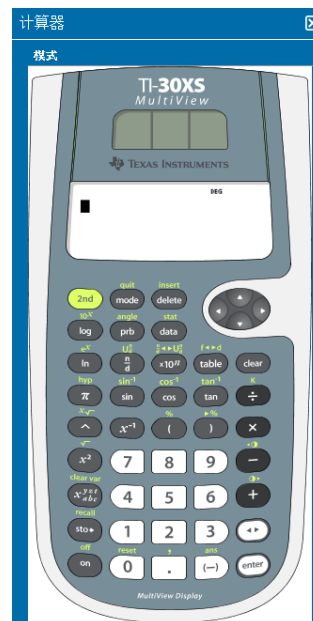 计算器
模式
TI-30XS
MultiView
TEXAS INSTRUMENTS
DEG
quit insert
2nd mode delete
10ˣ angle stat
log prb data
eˣ U n/d n/d ◂▸ U n/d f ◂▸ d
ln n/d ×10ⁿ table clear
hyp sin⁻¹ cos⁻¹ tan⁻¹ K
π sin cos tan ÷
x√ % ▸%
^ x⁻¹ ( ) ×
√
x² 7 8 9 −
clear var
x y z t a b c 4 5 6 +
recall
sto▸ 1 2 3 ◂▸
off reset , ans
on 0 . (−) enter
MultiView Display